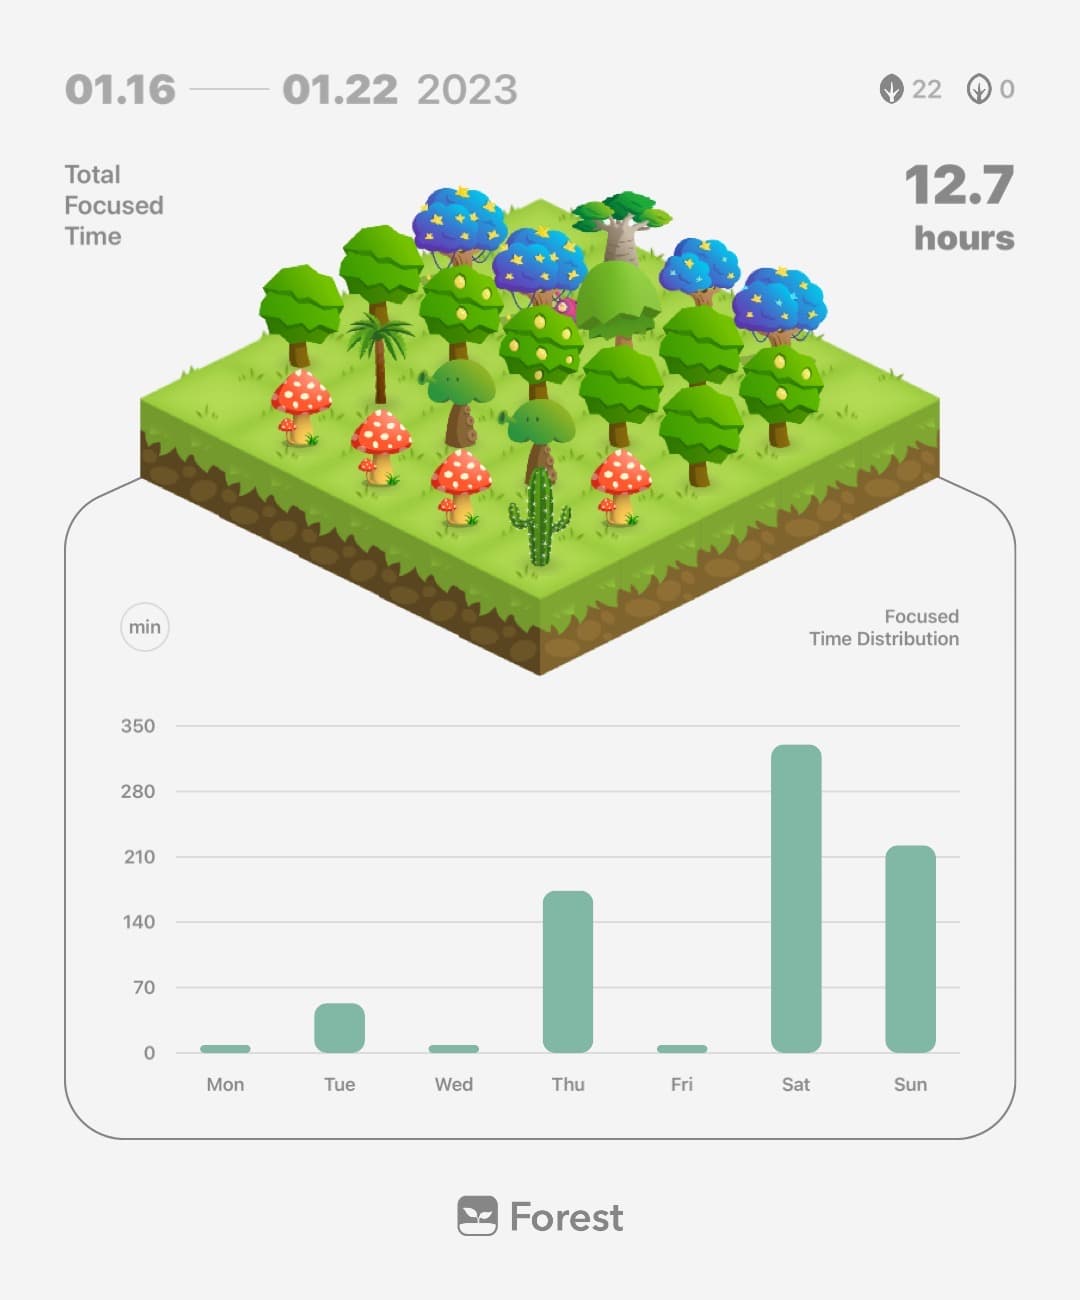 01.16 — 01.22 2023
22 0
Total
Focused
Time
12.7
hours
min
Focused
Time Distribution
350
280
210
140
70
0
Mon Tue Wed Thu Fri Sat Sun
Forest